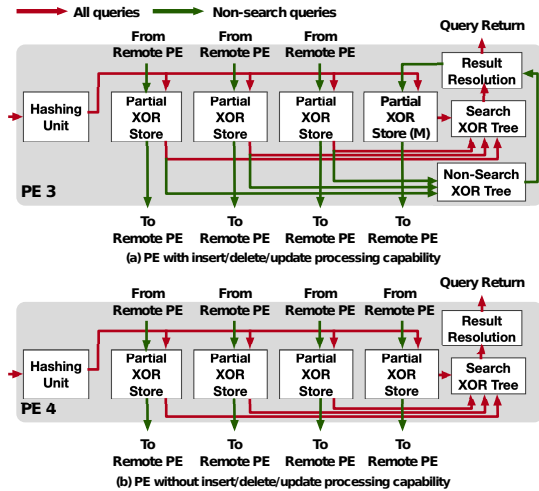 All queries Non-search queries
Query Return
From Remote PE From Remote PE From Remote PE
Result Resolution
Hashing Unit
Partial XOR Store
Partial XOR Store
Partial XOR Store
Partial XOR Store (M)
Search XOR Tree
Non-Search XOR Tree
PE 3
To Remote PE To Remote PE To Remote PE To Remote PE
(a) PE with insert/delete/update processing capability
Query Return
From Remote PE From Remote PE From Remote PE From Remote PE
Result Resolution
Hashing Unit
Partial XOR Store
Partial XOR Store
Partial XOR Store
Partial XOR Store
Search XOR Tree
PE 4
To Remote PE To Remote PE To Remote PE To Remote PE
(b) PE without insert/delete/update processing capability